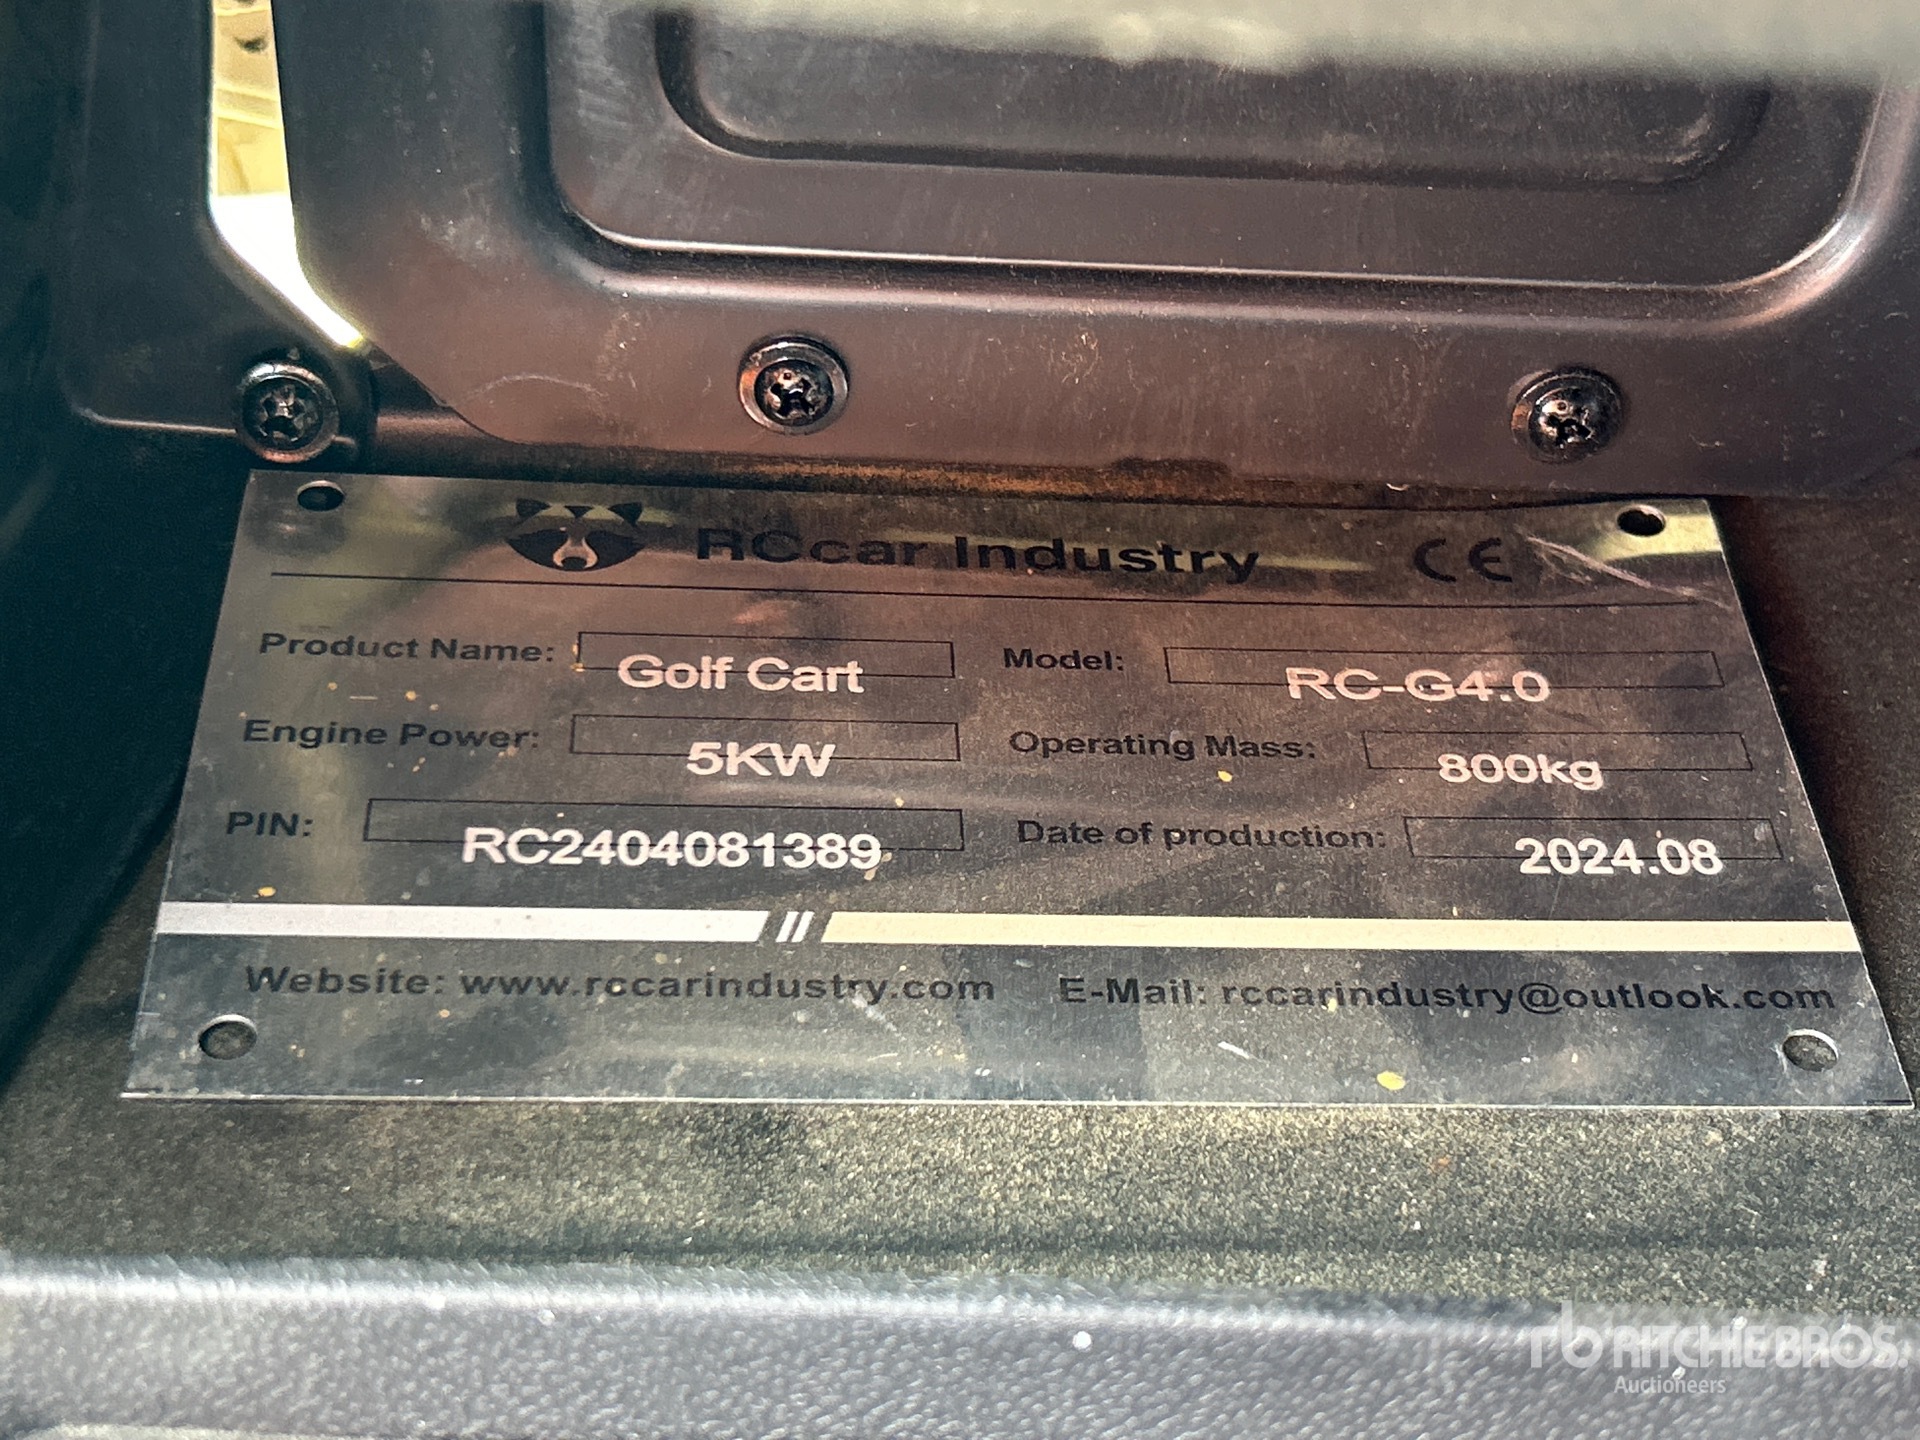 RCcar Industry CE
Product Name: Golf Cart Model: RC-G4.0
Engine Power: 5KW Operating Mass: 800kg
PIN: RC2404081389 Date of production: 2024.08
Website: www.rccarindustry.com E-Mail: rccarindustry@outlook.com
rb RITCHIE BROS.
Auctioneers